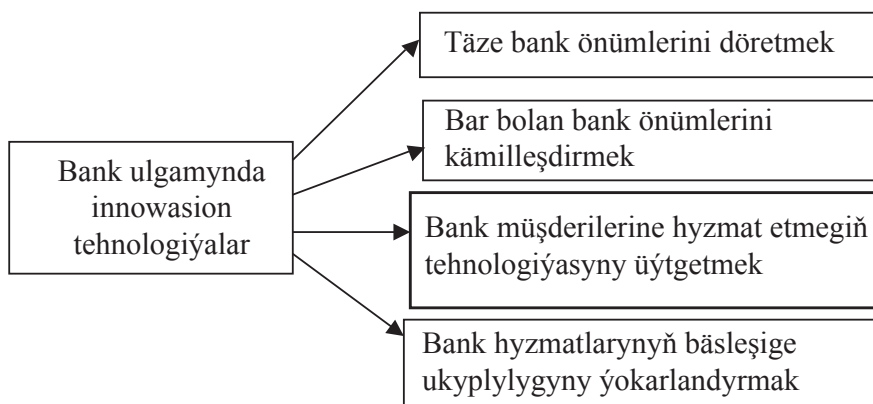 Bank ulgamynda
innowasion
tehnologiýalar
Täze bank önümlerini döretmek
Bar bolan bank önümlerini
kämilleşdirmek
Bank müşderilerine hyzmat etmegiň
tehnologiýasyny üýtgetmek
Bank hyzmatlarynyň bäsleşige
ukyplylygyny ýokarlandyrmak